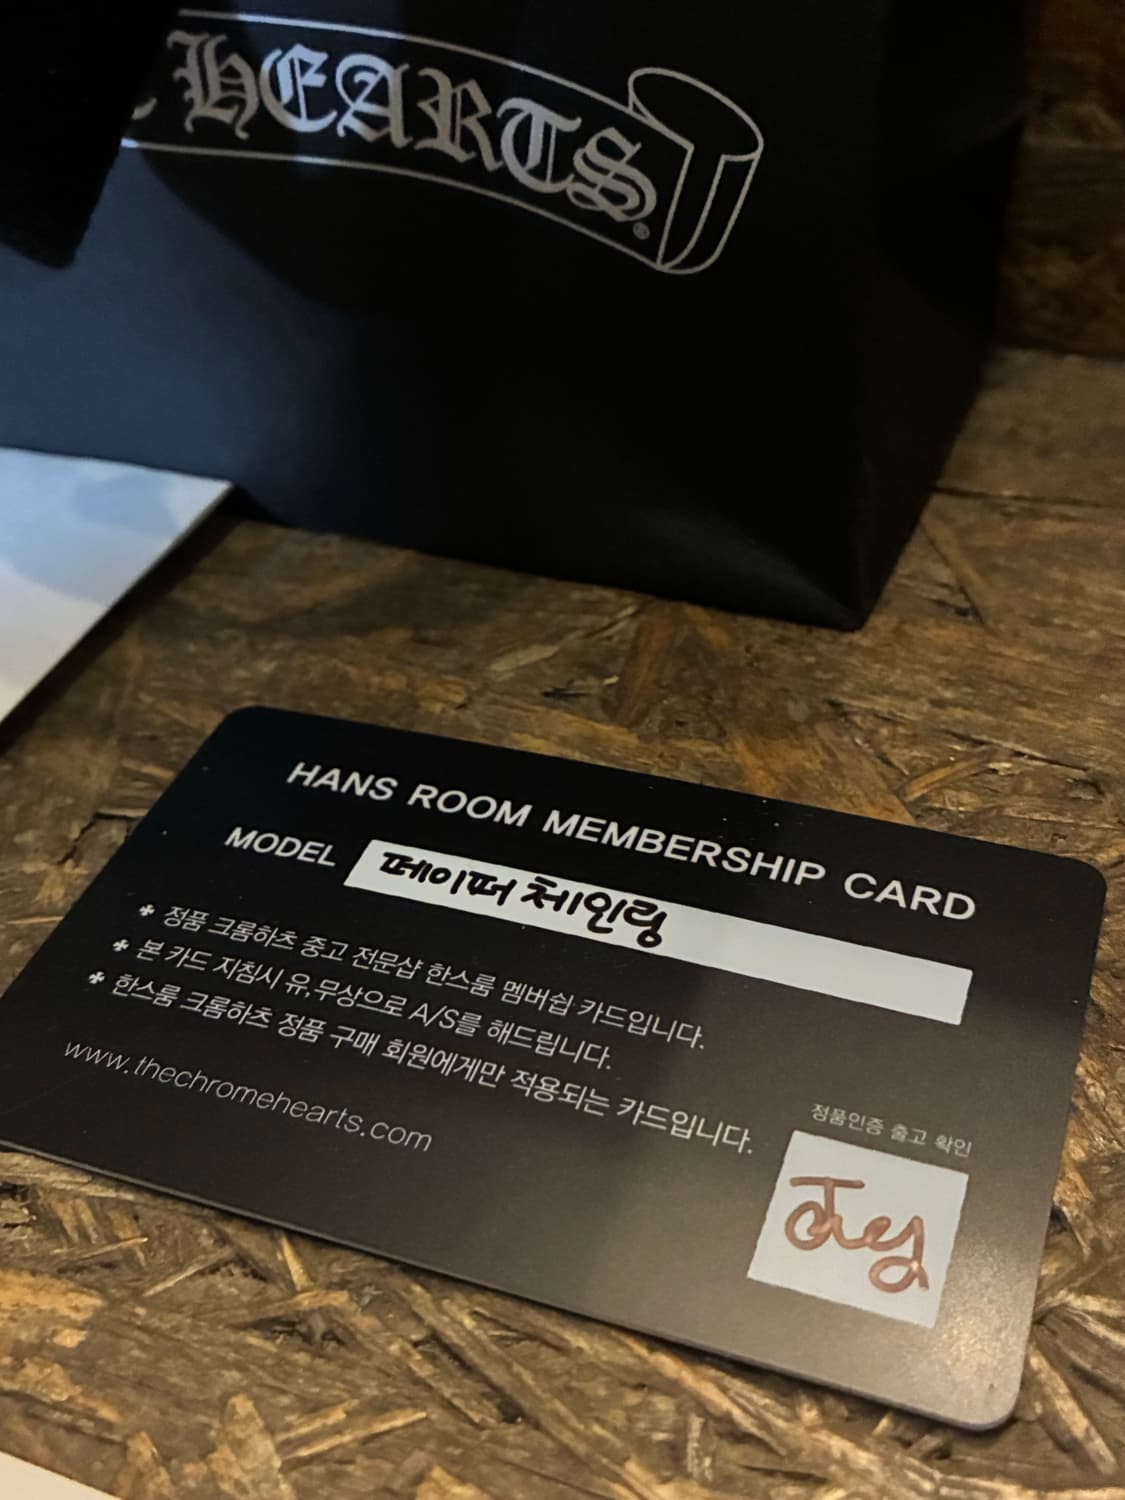 HEARTS®
HANS ROOM MEMBERSHIP CARD
MODEL 페이퍼 체인링
* 정품 크롬하츠 중고 전문샵 한스룸 멤버쉽 카드입니다.
* 본 카드 지침시 유,무상으로 A/S를 해드립니다.
* 한스룸 크롬하츠 정품 구매 회원에게만 적용되는 카드입니다.
www.thechromehearts.com
정품인증 출고 확인